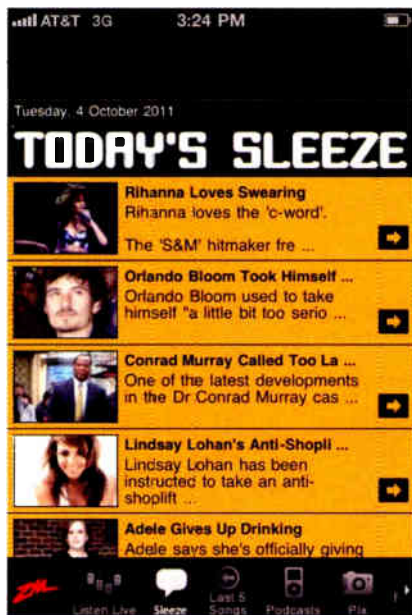 AT&T 3G 3:24 PM
Tuesday, 4 October 2011
TODAY'S SLEEZE
Rihanna Loves Swearing
Rihanna loves the 'c-word'.
The 'S&M' hitmaker fre ...
Orlando Bloom Took Himself ...
Orlando Bloom used to take
himself "a little bit too serio ...
Conrad Murray Called Too La ...
One of the latest developments
in the Dr Conrad Murray cas ...
Lindsay Lohan's Anti-Shopli ...
Lindsay Lohan has been
instructed to take an anti-
shoplift ...
Adele Gives Up Drinking
Adele says she's officially giving
ZM Listen Live Sleeze Last 5 Songs Podcasts Pix